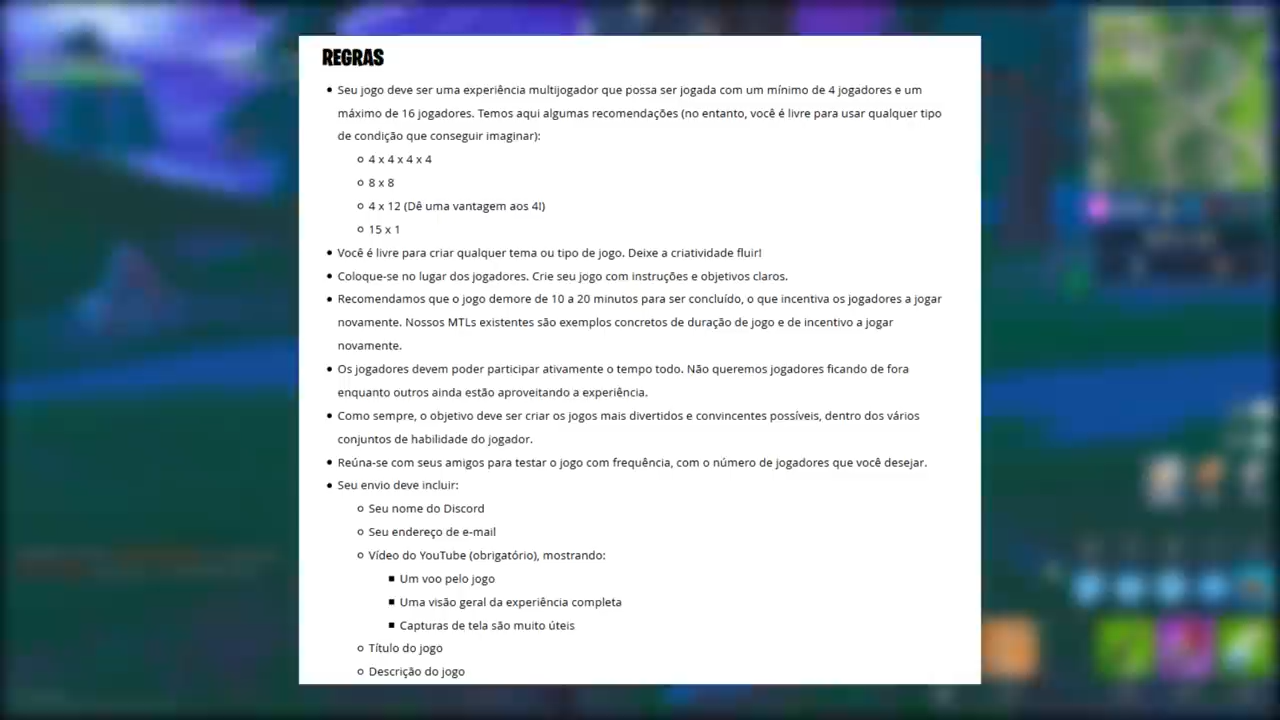 REGRAS
• Seu jogo deve ser uma experiência multijogador que possa ser jogada com um mínimo de 4 jogadores e um
máximo de 16 jogadores. Temos aqui algumas recomendações (no entanto, você é livre para usar qualquer tipo
de condição que conseguir imaginar):
○ 4 x 4 x 4 x 4
○ 8 x 8
○ 4 x 12 (Dê uma vantagem aos 4!)
○ 15 x 1
• Você é livre para criar qualquer tema ou tipo de jogo. Deixe a criatividade fluir!
• Coloque-se no lugar dos jogadores. Crie seu jogo com instruções e objetivos claros.
• Recomendamos que o jogo demore de 10 a 20 minutos para ser concluído, o que incentiva os jogadores a jogar
novamente. Nossos MTLs existentes são exemplos concretos de duração de jogo e de incentivo a jogar
novamente.
• Os jogadores devem poder participar ativamente o tempo todo. Não queremos jogadores ficando de fora
enquanto outros ainda estão aproveitando a experiência.
• Como sempre, o objetivo deve ser criar os jogos mais divertidos e convincentes possíveis, dentro dos vários
conjuntos de habilidade do jogador.
• Reúna-se com seus amigos para testar o jogo com frequência, com o número de jogadores que você desejar.
• Seu envio deve incluir:
○ Seu nome do Discord
○ Seu endereço de e-mail
○ Vídeo do YouTube (obrigatório), mostrando:
▪ Um voo pelo jogo
▪ Uma visão geral da experiência completa
▪ Capturas de tela são muito úteis
○ Título do jogo
○ Descrição do jogo